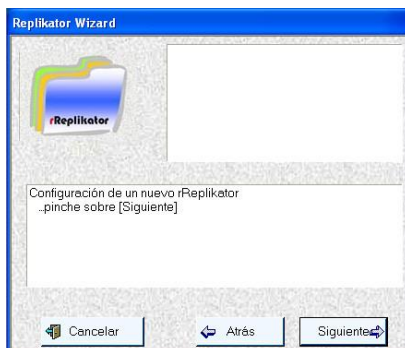 Replikator Wizard
rReplikator
Configuración de un nuevo rReplikator
..pinche sobre [Siguiente]
Cancelar
Atrás
Siguiente